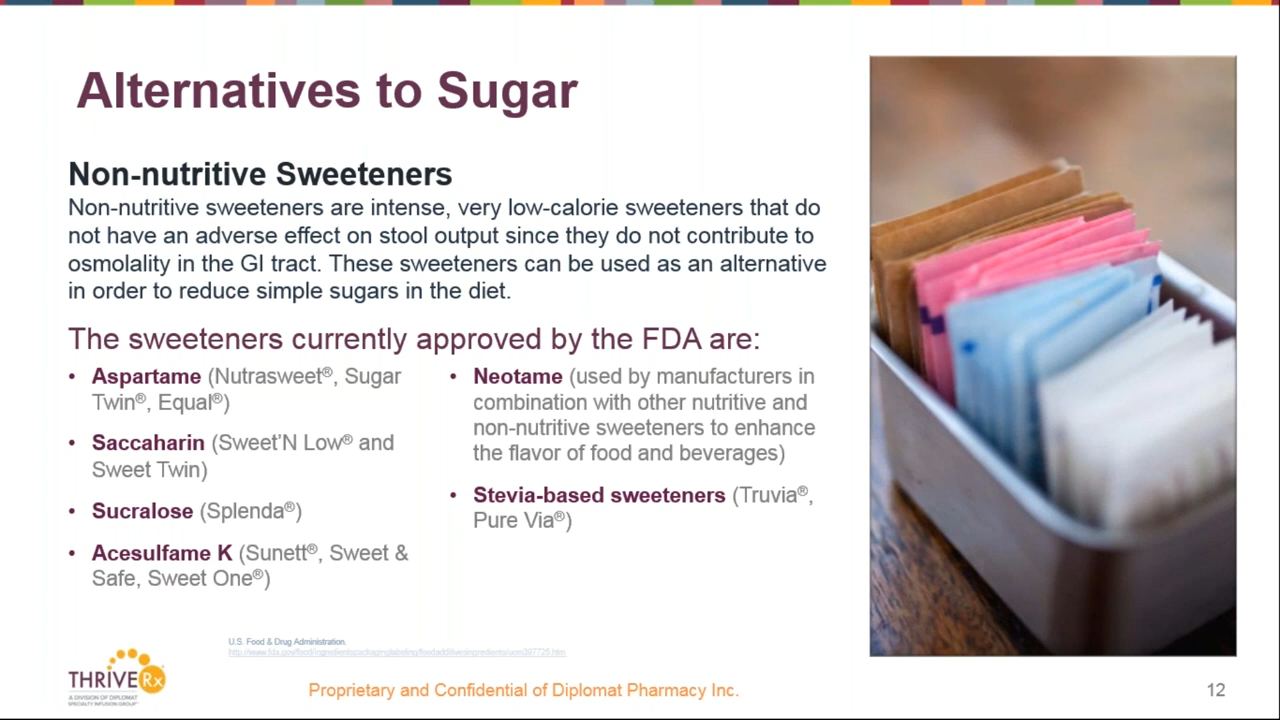 Alternatives to Sugar
Non-nutritive Sweeteners
Non-nutritive sweeteners are intense, very low-calorie sweeteners that do
not have an adverse effect on stool output since they do not contribute to
osmolality in the GI tract. These sweeteners can be used as an alternative
in order to reduce simple sugars in the diet.
The sweeteners currently approved by the FDA are:
• Aspartame (Nutrasweet®, Sugar
Twin®, Equal®)
• Saccaharin (Sweet’N Low® and
Sweet Twin)
• Sucralose (Splenda®)
• Acesulfame K (Sunett®, Sweet &
Safe, Sweet One®)
• Neotame (used by manufacturers in
combination with other nutritive and
non-nutritive sweeteners to enhance
the flavor of food and beverages)
• Stevia-based sweeteners (Truvia®,
Pure Via®)
U.S. Food & Drug Administration.
THRIVE Rx
A DIVISION OF DIPLOMAT
SPECIALTY INFUSION GROUP
Proprietary and Confidential of Diplomat Pharmacy Inc.
12